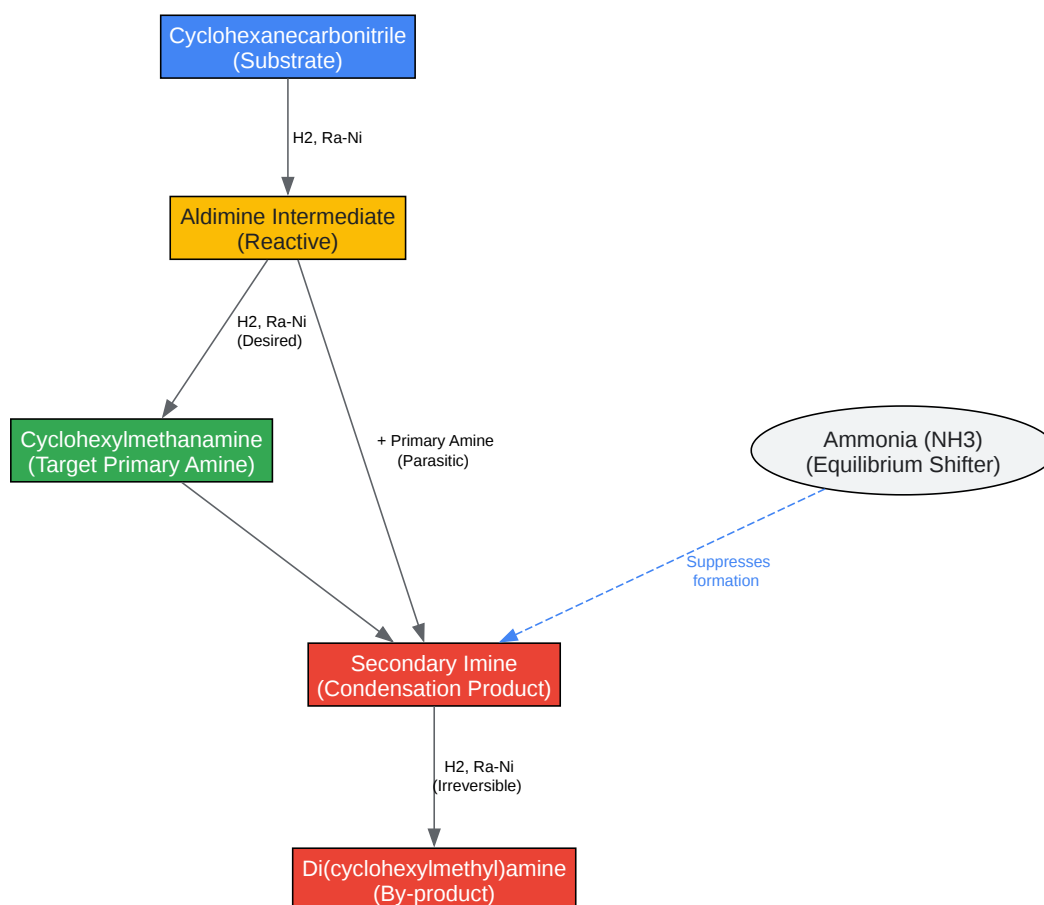 Cyclohexanecarbonitrile
(Substrate)
H2, Ra-Ni
Aldimine Intermediate
(Reactive)
H2, Ra-Ni
(Desired)
Cyclohexylmethanamine
(Target Primary Amine)
+ Primary Amine
(Parasitic)
Ammonia (NH3)
(Equilibrium Shifter)
Suppresses
formation
Secondary Imine
(Condensation Product)
H2, Ra-Ni
(Irreversible)
Di(cyclohexylmethyl)amine
(By-product)